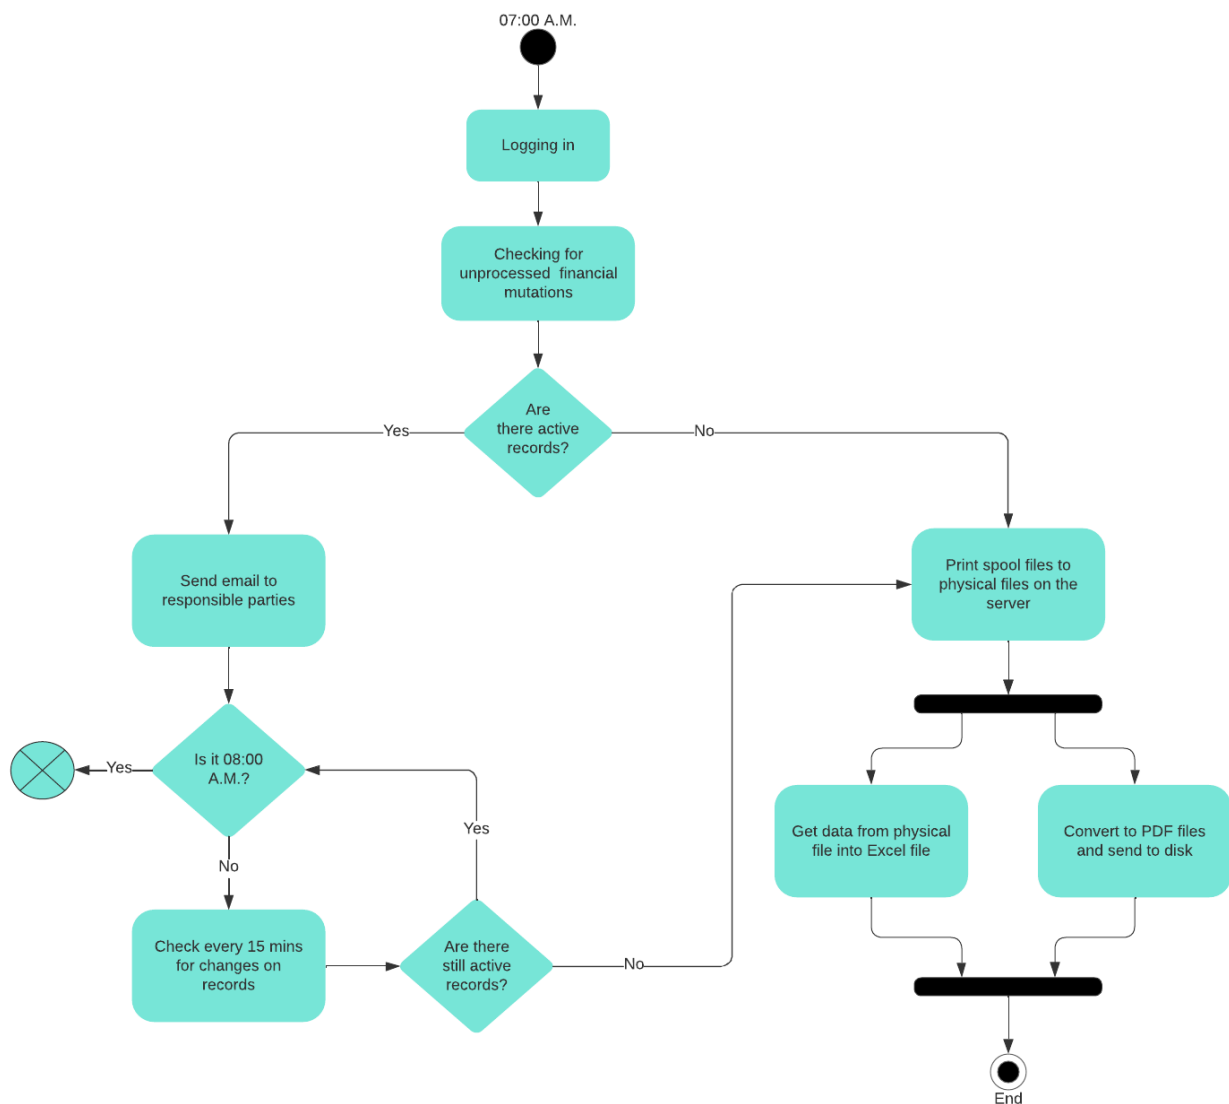 07:00 A.M.
Logging in
Checking for
unprocessed financial
mutations
Are
there active
records?
Yes
No
Send email to
responsible parties
Print spool files to
physical files on the
server
Is it 08:00
A.M.?
Yes
No
Yes
Get data from physical
file into Excel file
Convert to PDF files
and send to disk
Check every 15 mins
for changes on
records
Are there
still active
records?
No
End